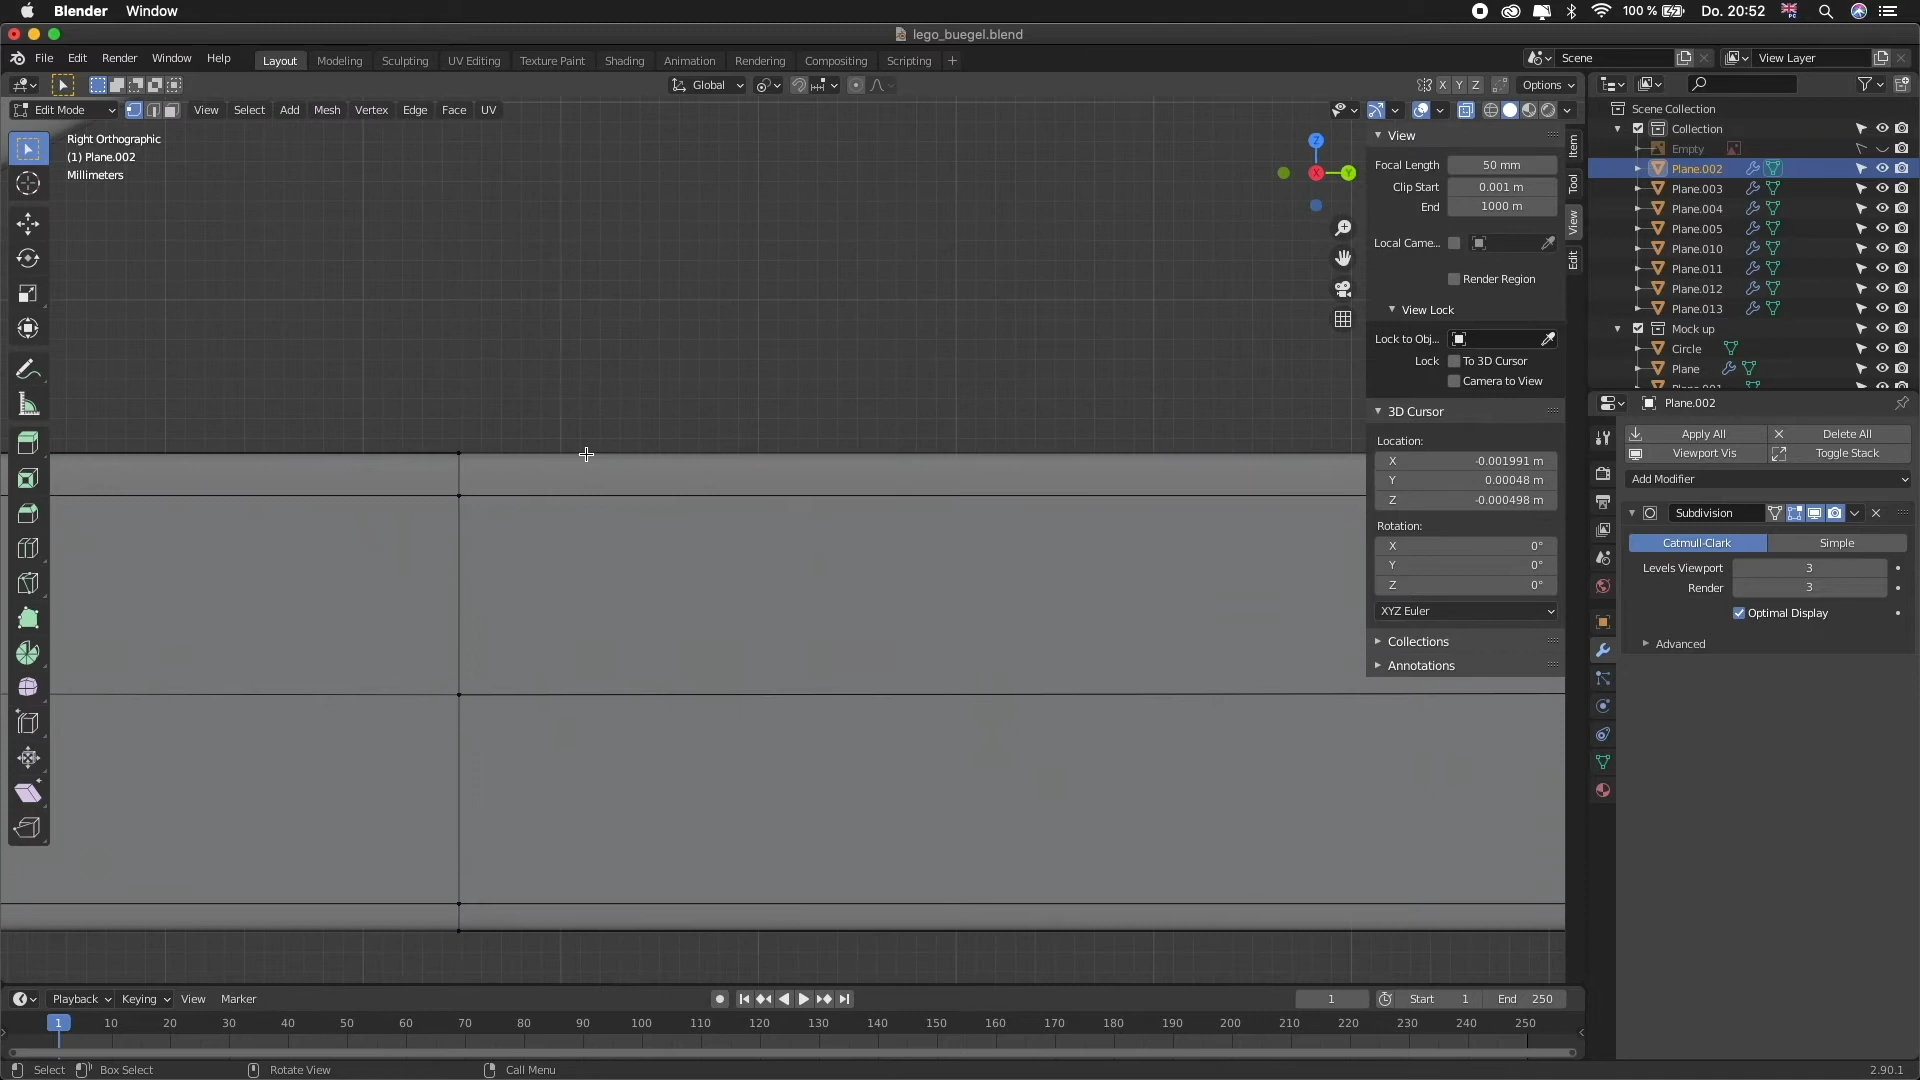 Blender Window 100 % Do. 20:52
lego_buegel.blend
File Edit Render Window Help Layout Modeling Sculpting UV Editing Texture Paint Shading Animation Rendering Compositing Scripting + Scene View Layer
Global X Y Z Options
Edit Mode View Select Add Mesh Vertex Edge Face UV
Right Orthographic
(1) Plane.002
Millimeters
Z
X
Y
View
Focal Length 50 mm
Clip Start 0.001 m
End 1000 m
Local Came...
Render Region
View Lock
Lock to Obj...
Lock To 3D Cursor
Camera to View
3D Cursor
Location:
X -0.001991 m
Y 0.00048 m
Z -0.000498 m
Rotation:
X 0°
Y 0°
Z 0°
XYZ Euler
Collections
Annotations
Item
Tool
View
Edit
Scene Collection
Collection
Empty
Plane.002
Plane.003
Plane.004
Plane.005
Plane.010
Plane.011
Plane.012
Plane.013
Mock up
Circle
Plane
Plane.001
Plane.002
Apply All Delete All
Viewport Vis Toggle Stack
Add Modifier
Subdivision
Catmull-Clark Simple
Levels Viewport 3
Render 3
Optimal Display
Advanced
Playback Keying View Marker 1 Start 1 End 250
1 10 20 30 40 50 60 70 80 90 100 110 120 130 140 150 160 170 180 190 200 210 220 230 240 250
Select Box Select Rotate View Call Menu 2.90.1